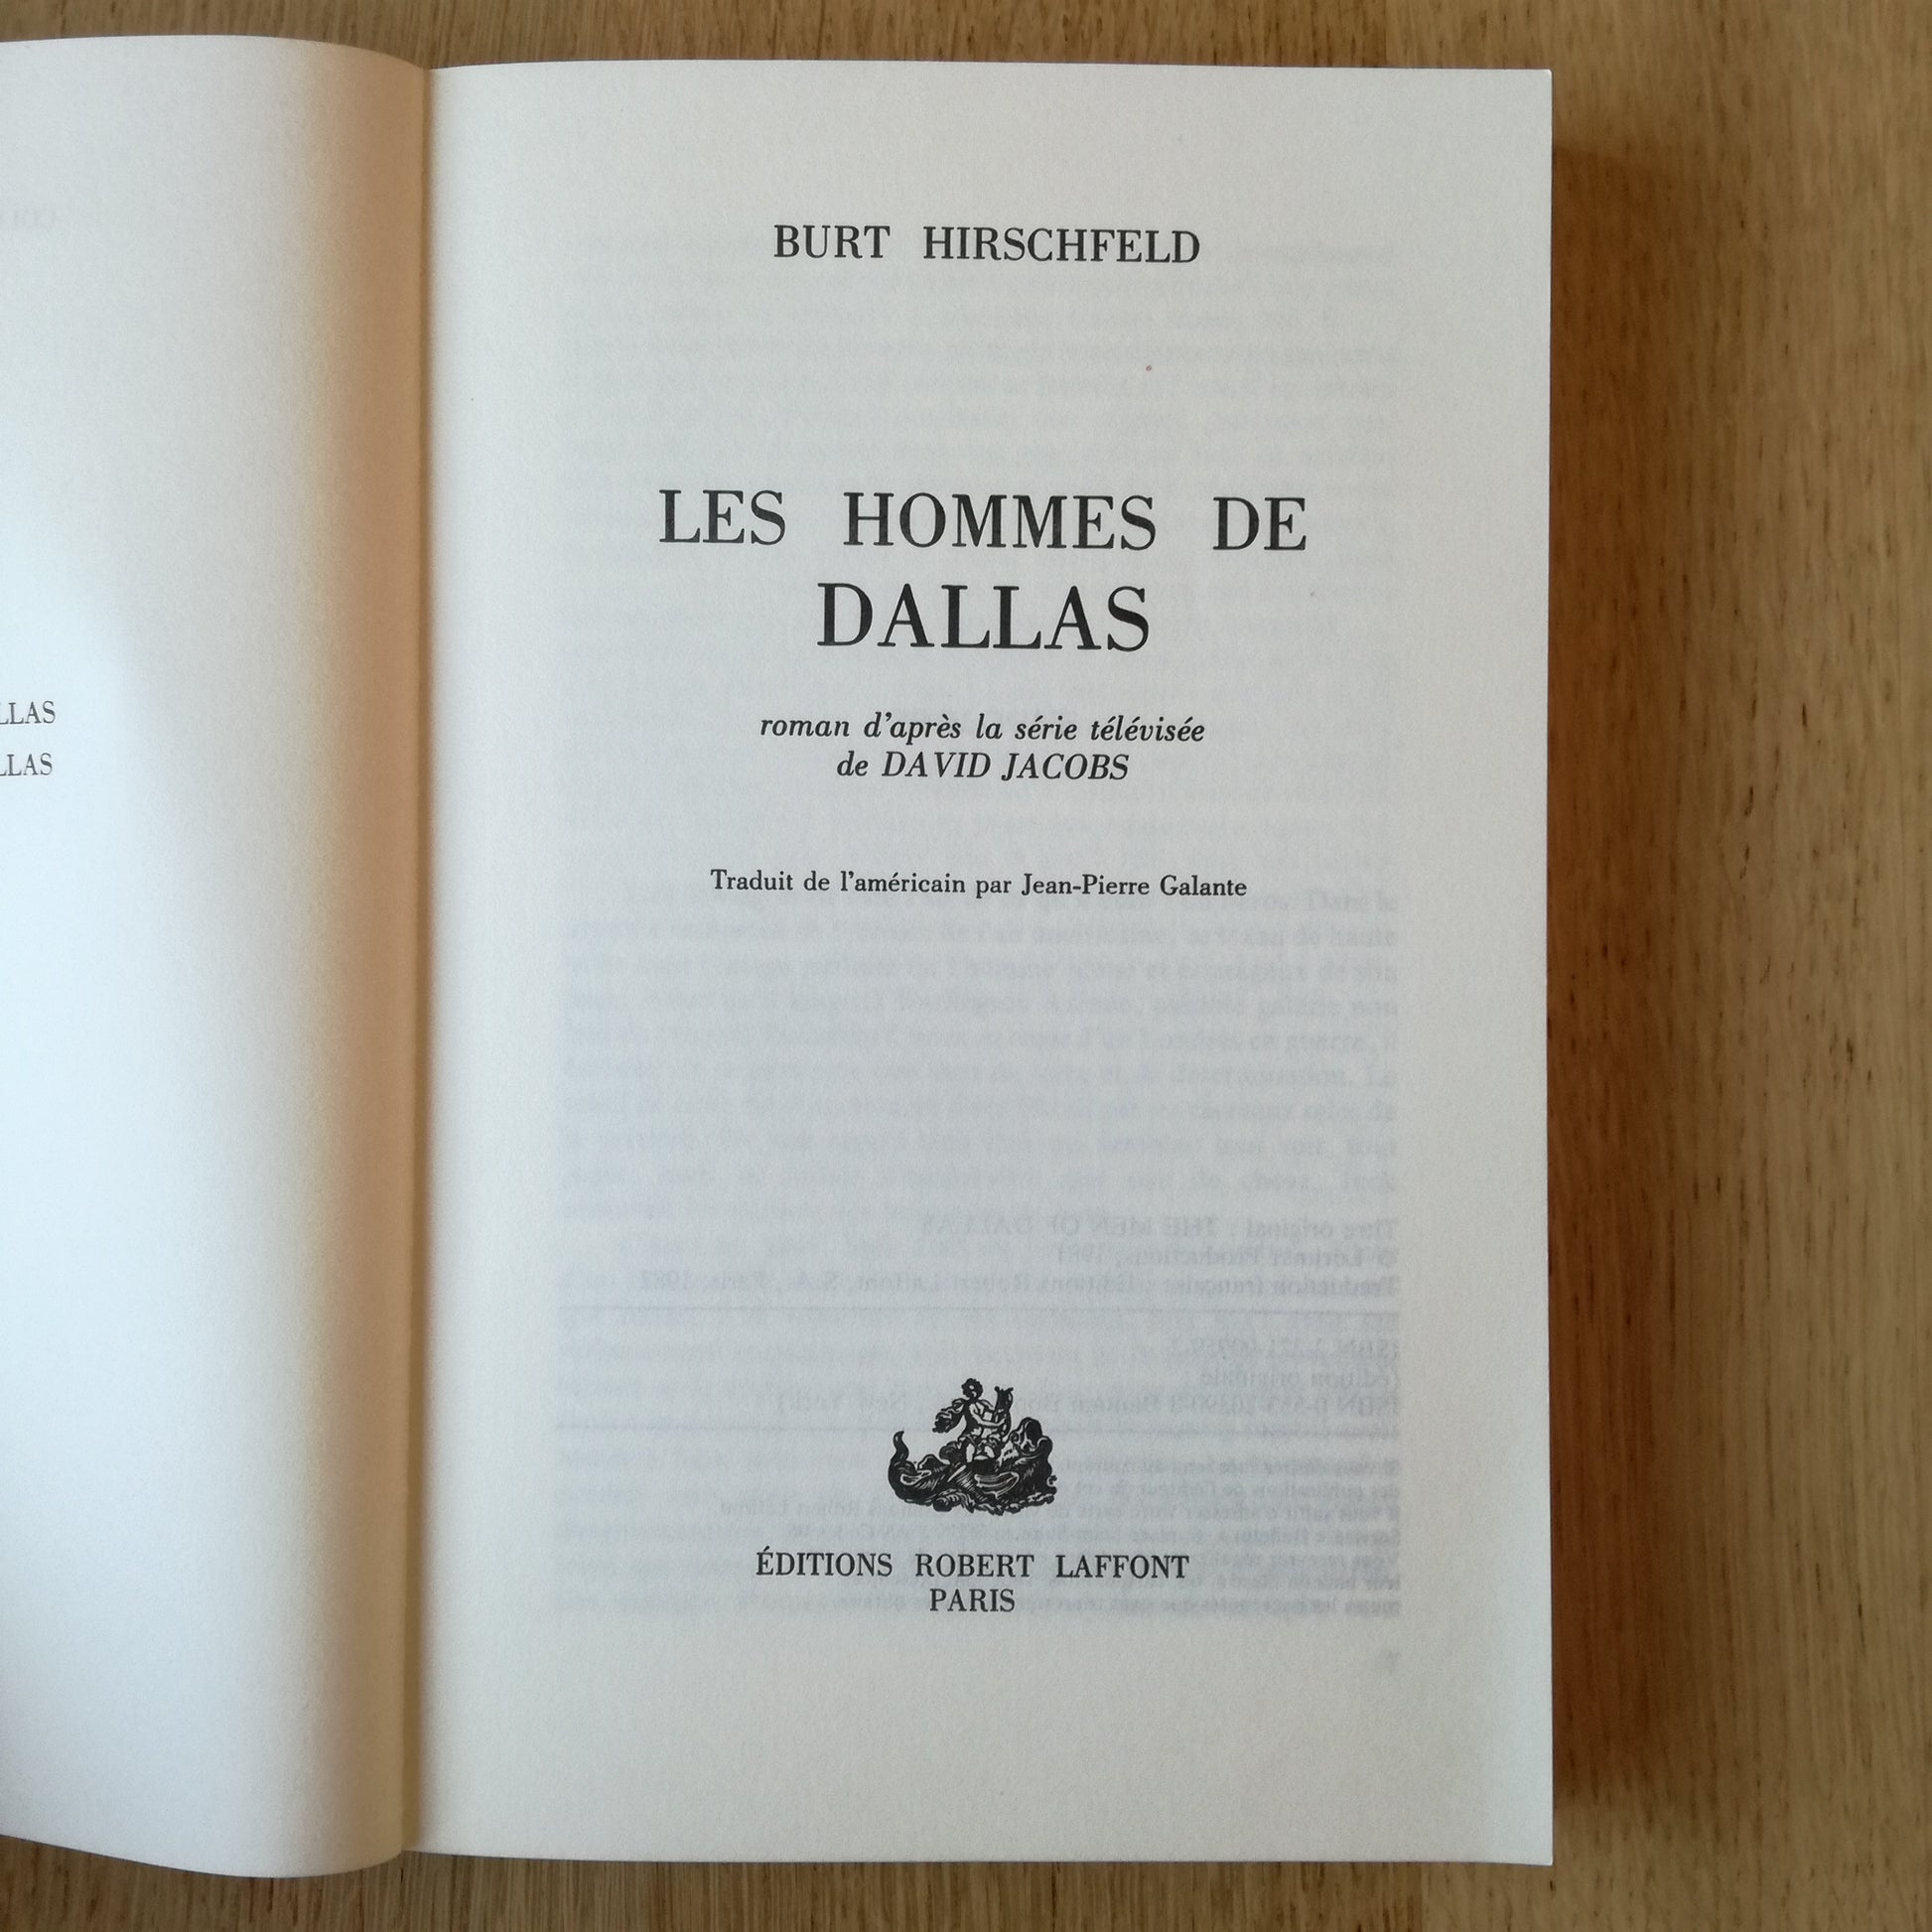 LLAS
LLAS
BURT HIRSCHFELD
LES HOMMES DE
DALLAS
roman d'après la série télévisée
de DAVID JACOBS
Traduit de l'américain par Jean-Pierre Galante
ÉDITIONS ROBERT LAFFONT
PARIS